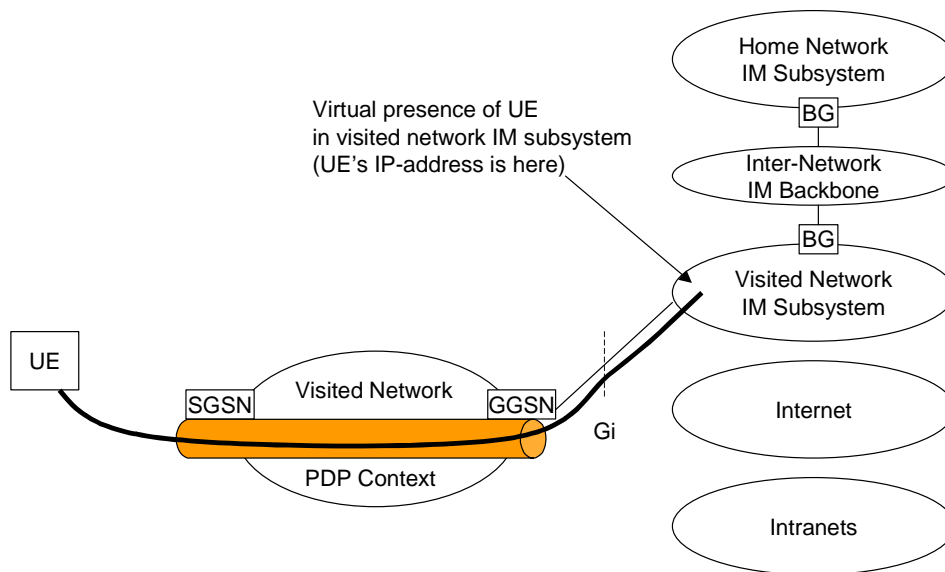 Home Network
IM Subsystem
BG
Virtual presence of UE
in visited network IM subsystem
(UE's IP-address is here)
Inter-Network
IM Backbone
BG
Visited Network
IM Subsystem
UE
SGSN
Visited Network
GGSN
Gi
PDP Context
Internet
Intranets